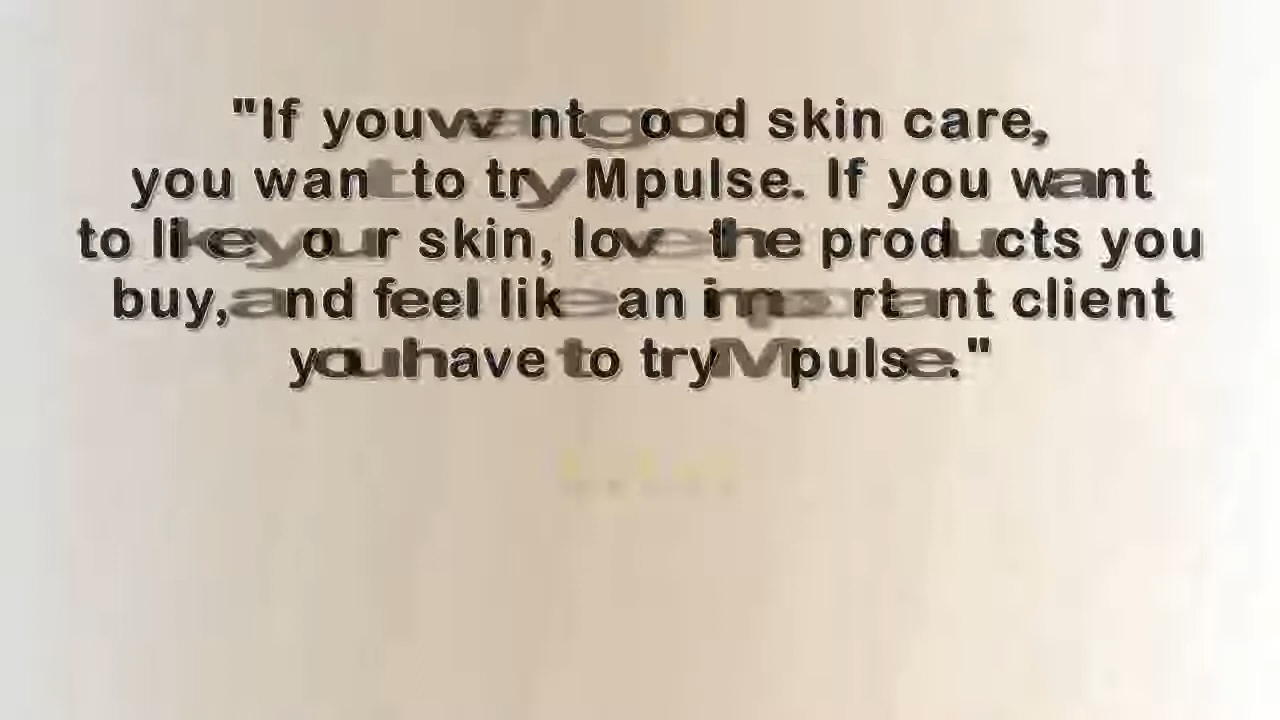 "If you want good skin care,
you want to try Mpulse. If you want
to like your skin, love the products you
buy, and feel like an important client
you have to try Mpulse."